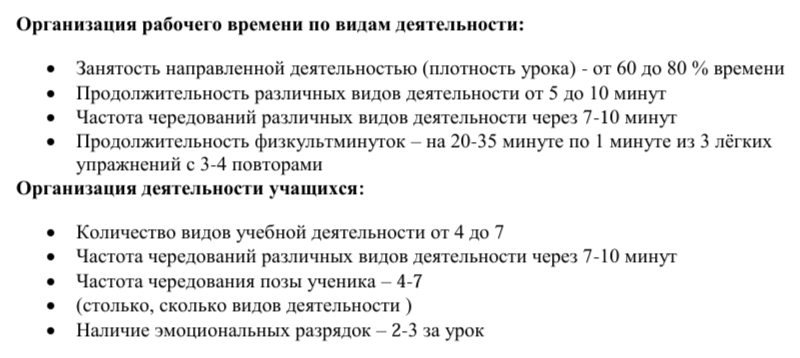 Организация рабочего времени по видам деятельности:
• Занятость направленной деятельностью (плотность урока) - от 60 до 80 % времени
• Продолжительность различных видов деятельности от 5 до 10 минут
• Частота чередований различных видов деятельности через 7-10 минут
• Продолжительность физкультминуток – на 20-35 минуте по 1 минуте из 3 лёгких
упражнений с 3-4 повторами
Организация деятельности учащихся:
• Количество видов учебной деятельности от 4 до 7
• Частота чередований различных видов деятельности через 7-10 минут
• Частота чередования позы ученика – 4-7
• (столько, сколько видов деятельности )
• Наличие эмоциональных разрядок – 2-3 за урок